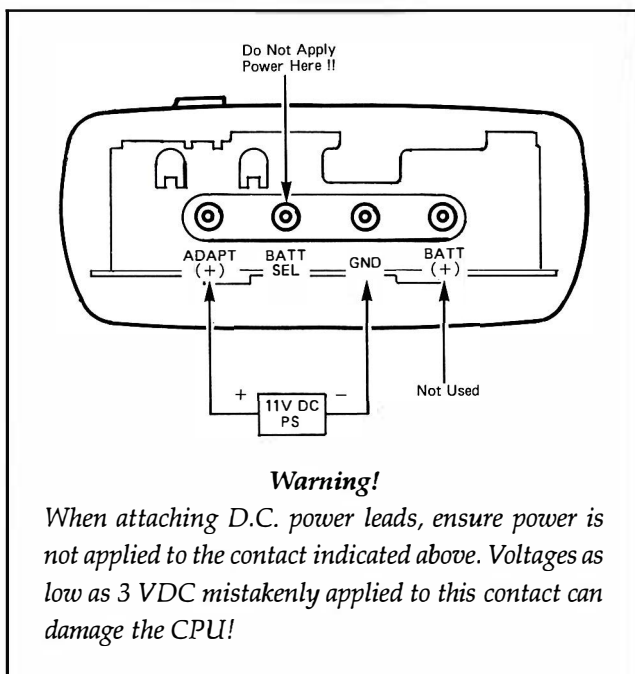 Do Not Apply
Power Here !!
ADAPT
(+)
BATT
SEL
GND
BATT
(+)
+
11V DC
PS
−
Not Used
Warning!
When attaching D.C. power leads, ensure power is
not applied to the contact indicated above. Voltages as
low as 3 VDC mistakenly applied to this contact can
damage the CPU!